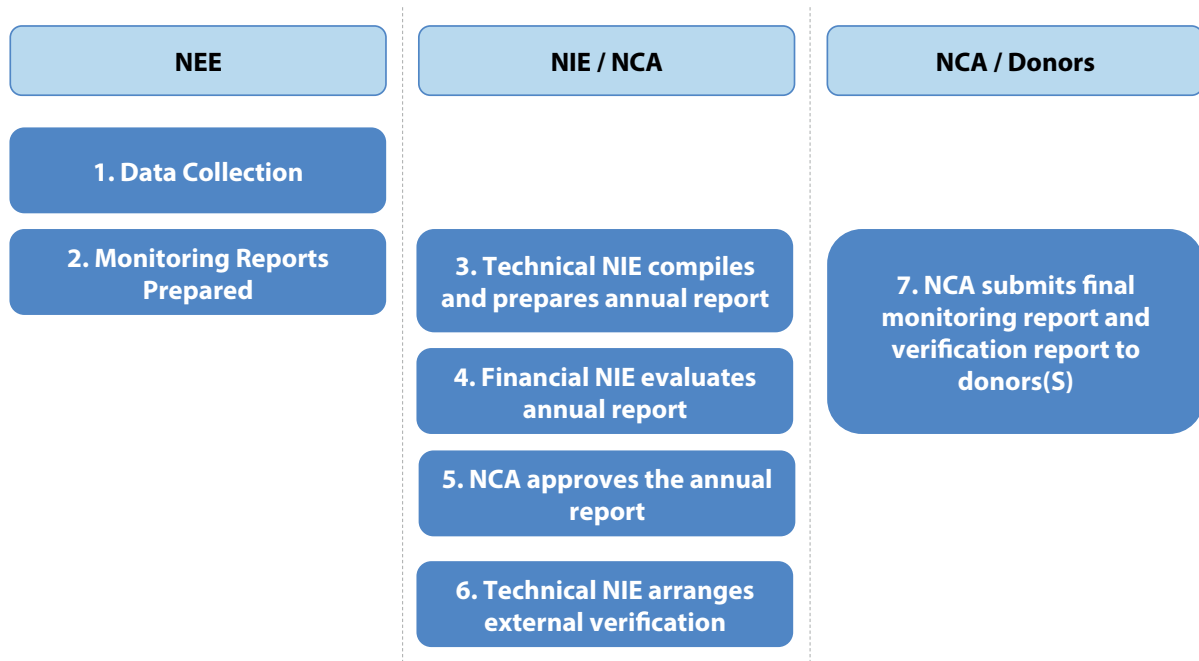 NEE
NIE / NCA
NCA / Donors
1. Data Collection
2. Monitoring Reports
Prepared
3. Technical NIE compiles
and prepares annual report
4. Financial NIE evaluates
annual report
5. NCA approves the annual
report
6. Technical NIE arranges
external verification
7. NCA submits final
monitoring report and
verification report to
donors(S)